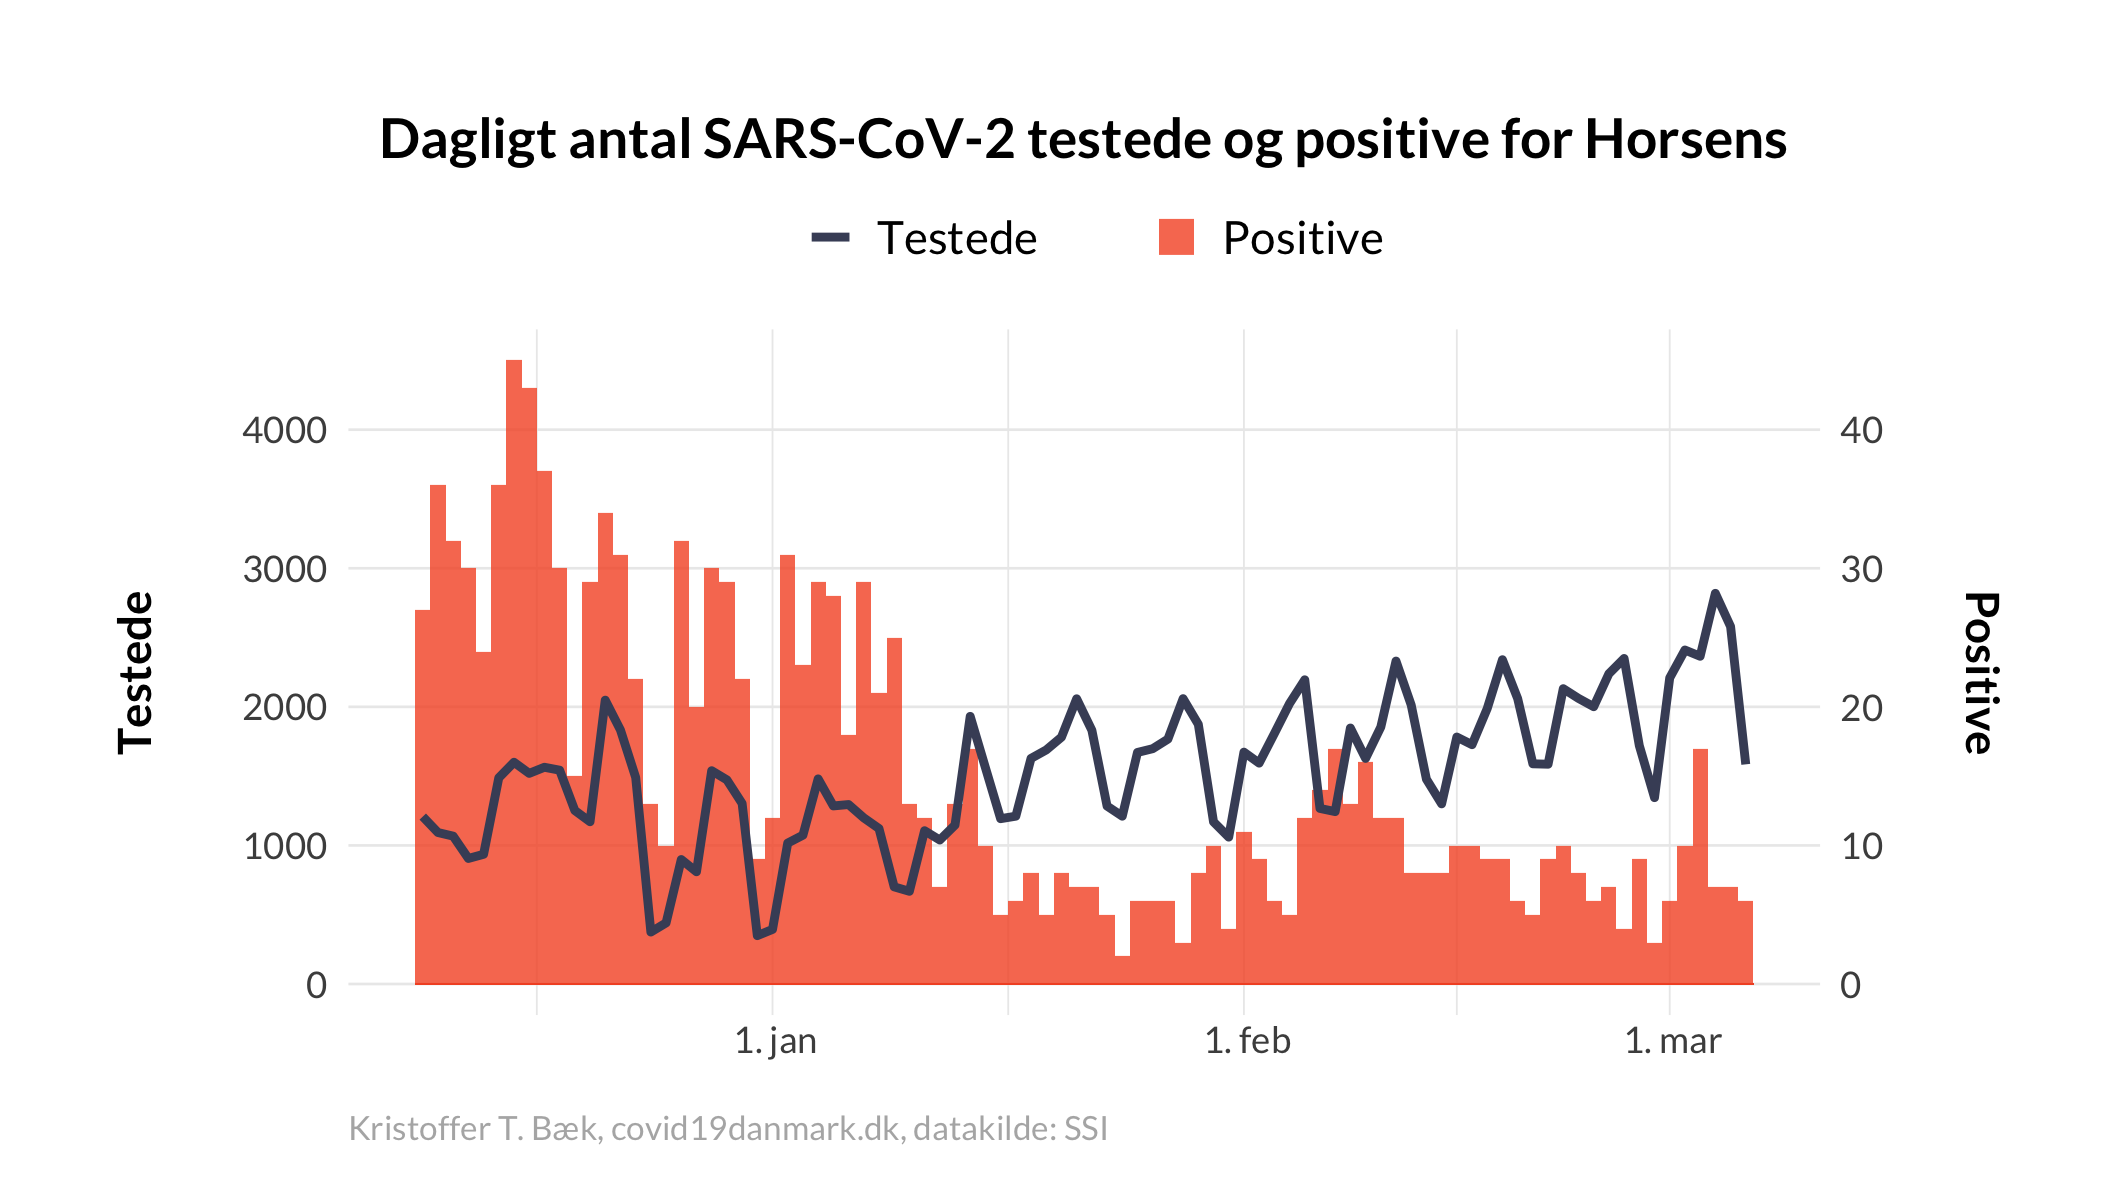 Dagligt antal SARS-CoV-2 testede og positive for Horsens
Testede
Positive
4000
3000
2000
1000
0
Testede
40
30
20
10
0
Positive
1. jan
1. feb
1. mar
Kristoffer T. Bæk, covid19danmark.dk, datakilde: SSI